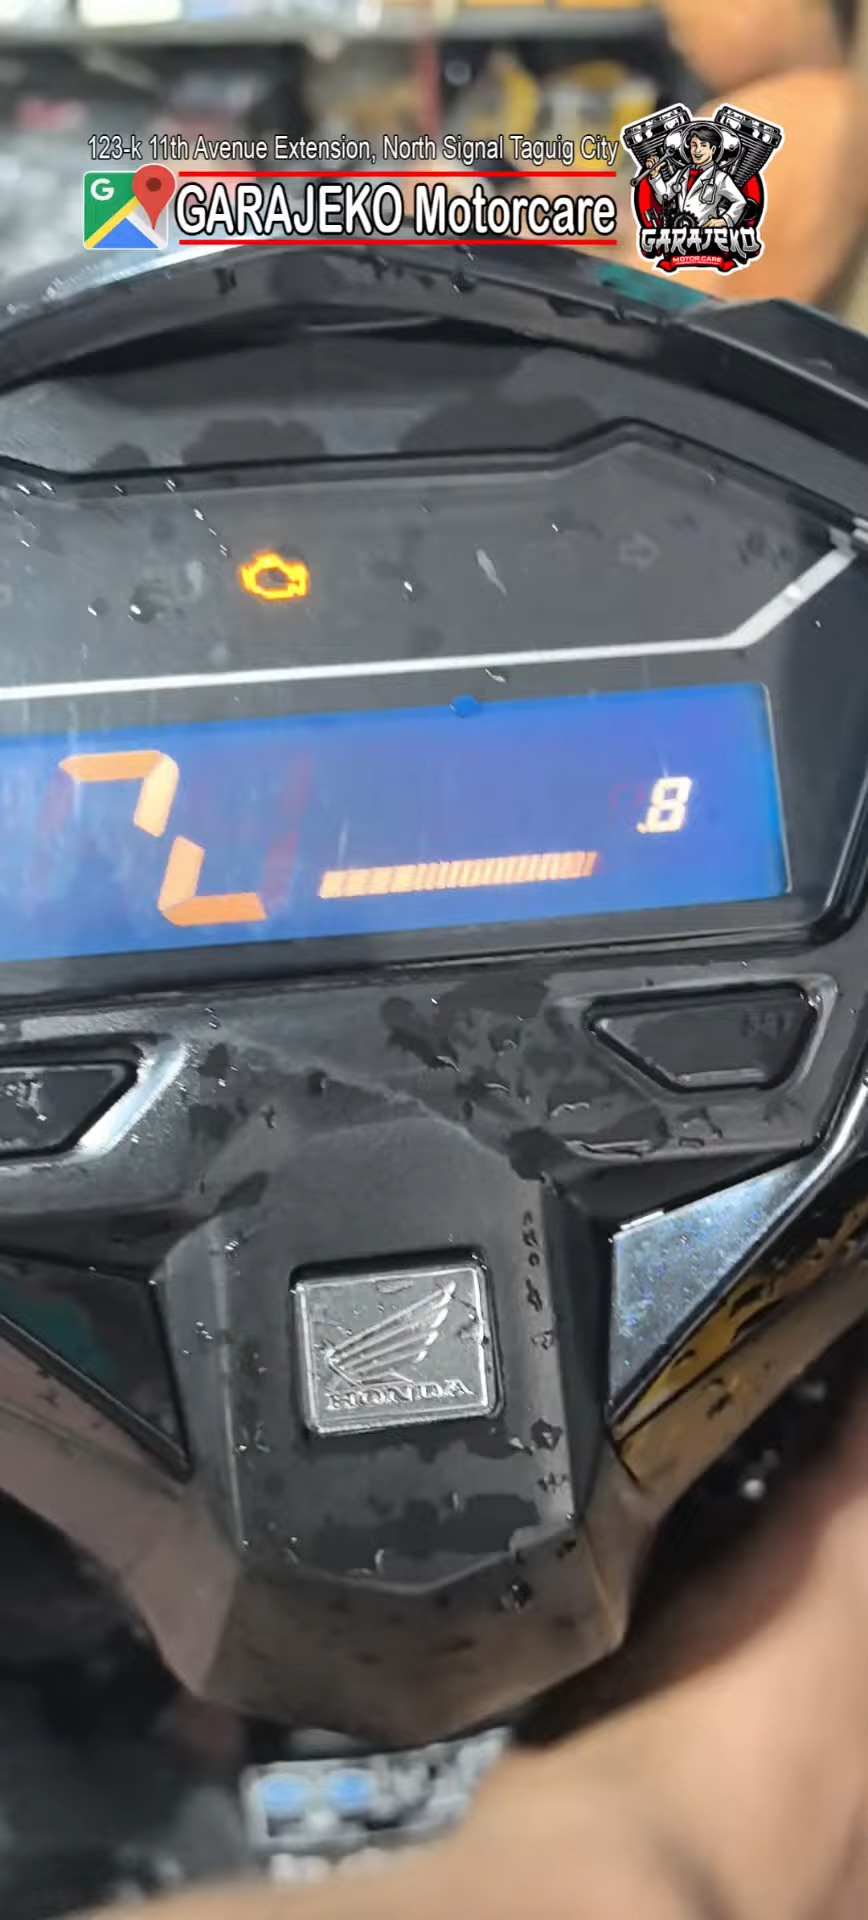 123-k 11th Avenue Extension, North Signal Taguig City
G
GARAJEKO Motorcare
GARAJEKO
MOTOR CARE
.8
HONDA